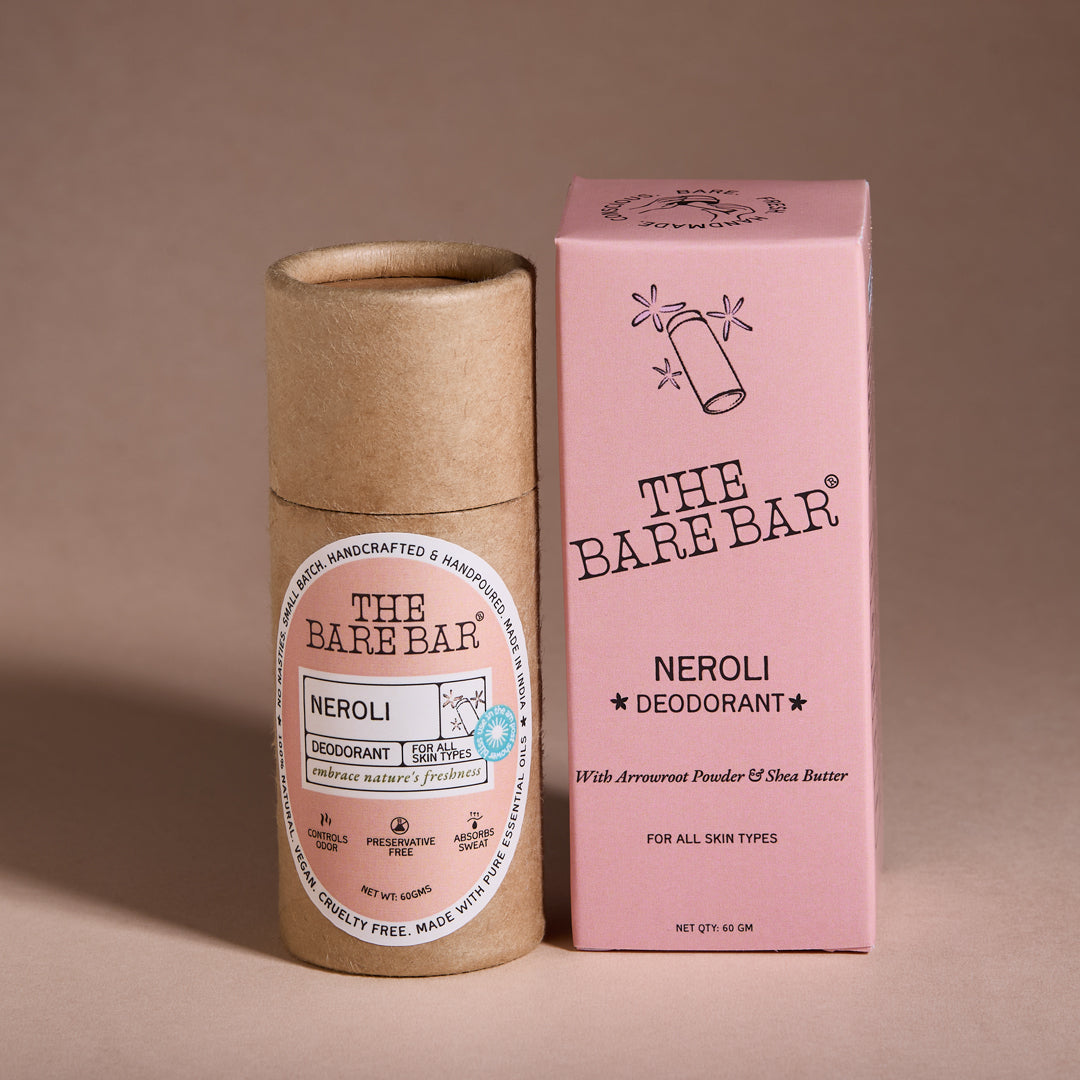 NO NASTIES. SMALL BATCH. HANDCRAFTED & HANDPOURED. MADE IN INDIA ★
100% NATURAL. VEGAN. CRUELTY FREE. MADE WITH PURE ESSENTIAL OILS ★
THE
BARE BAR®
NEROLI
DEODORANT
FOR ALL
SKIN TYPES
embrace nature's freshness
CONTROLS
ODOR
PRESERVATIVE
FREE
ABSORBS
SWEAT
NET WT: 60GMS
CONSCIOUS. BARE. FRESH. HANDMADE
THE
BARE BAR®
NEROLI
★ DEODORANT ★
With Arrowroot Powder & Shea Butter
FOR ALL SKIN TYPES
NET QTY: 60 GM